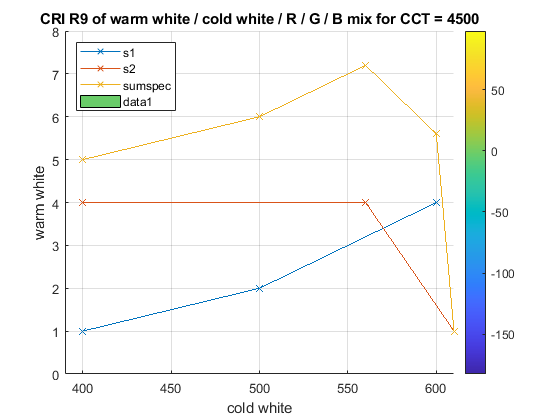 CRI R9 of warm white / cold white / R / G / B mix for CCT = 4500
s1
s2
sumspec
data1
warm white
8
7
6
5
4
3
2
1
0
400
450
500
550
600
cold white
50
0
-50
-100
-150